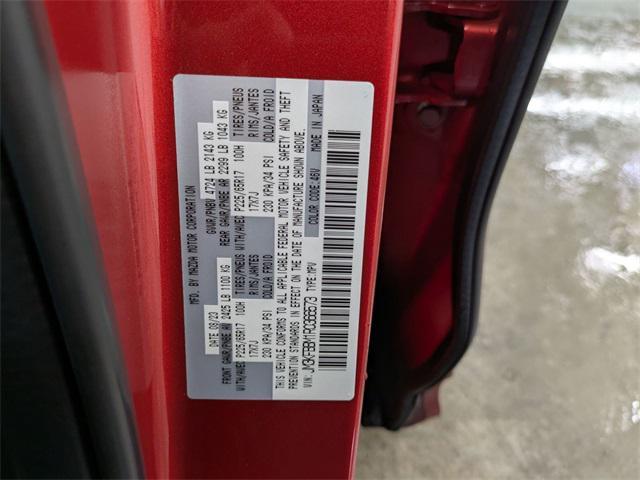 MFD. BY MAZDA MOTOR CORPORATION
DATE 09/23 GVWR/PNBV 4724 LB 2143 KG
FRONT GAWR/PNBE AV 2425 LB 1100 KG REAR GAWR/PNBE AR 2299 LB 1043 KG
WITH/AVEC P225/65R17 100H TIRES/PNEUS WITH/AVEC P225/65R17 100H TIRES/PNEUS
17X7J RIMS/JANTES 17X7J RIMS/JANTES
230 KPA/34 PSI COLD/A FROID 230 KPA/34 PSI COLD/A FROID
THIS VEHICLE CONFORMS TO ALL APPLICABLE FEDERAL MOTOR VEHICLE SAFETY AND THEFT
PREVENTION STANDARDS IN EFFECT ON THE DATE OF MANUFACTURE SHOWN ABOVE.
VIN: TYPE: MPV COLOR CODE: 46V MADE IN JAPAN